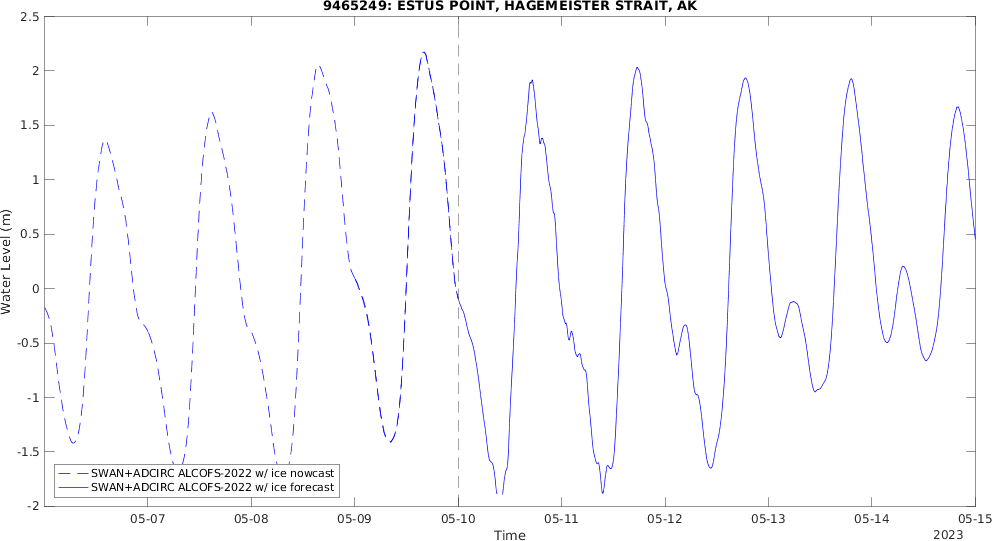 9465249: ESTUS POINT, HAGEMEISTER STRAIT, AK
2.5
2
1.5
1
0.5
0
-0.5
-1
-1.5
-2
Water Level (m)
SWAN+ADCIRC ALCOFS-2022 w/ ice nowcast
SWAN+ADCIRC ALCOFS-2022 w/ ice forecast
05-07 05-08 05-09 05-10 05-11 05-12 05-13 05-14 05-15
Time
2023